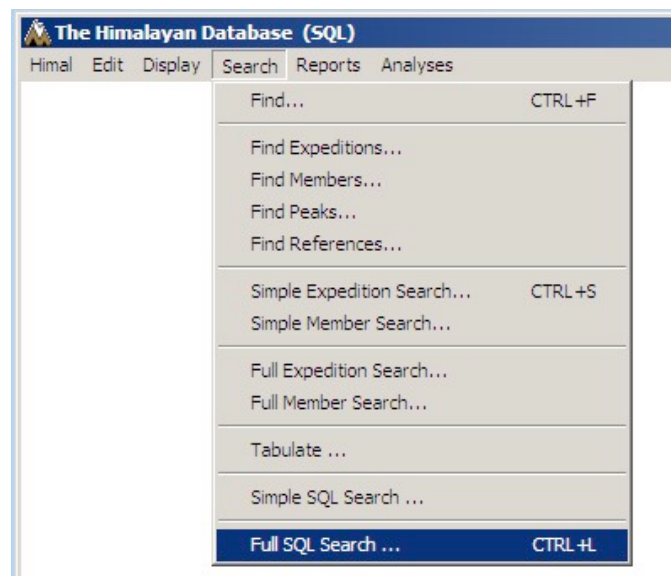 The Himalayan Database (SQL)
Himal Edit Display Search Reports Analyses
Find... CTRL+F
Find Expeditions...
Find Members...
Find Peaks...
Find References...
Simple Expedition Search... CTRL+S
Simple Member Search...
Full Expedition Search...
Full Member Search...
Tabulate ...
Simple SQL Search ...
Full SQL Search ... CTRL+L